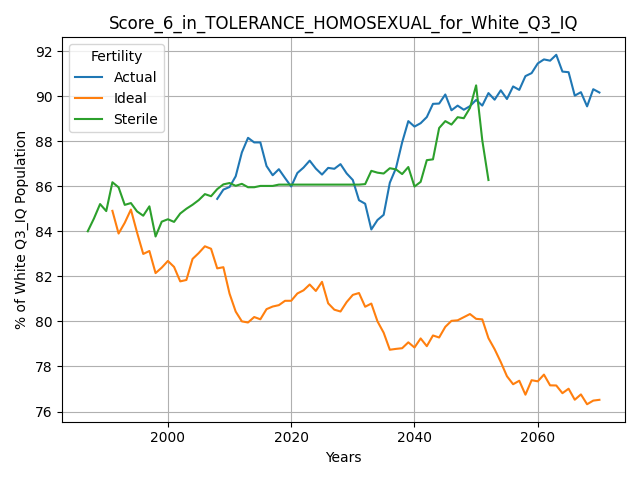 Score_6_in_TOLERANCE_HOMOSEXUAL_for_White_Q3_IQ
Fertility
Actual
Ideal
Sterile
% of White Q3_IQ Population
92
90
88
86
84
82
80
78
76
2000
2020
2040
2060
Years